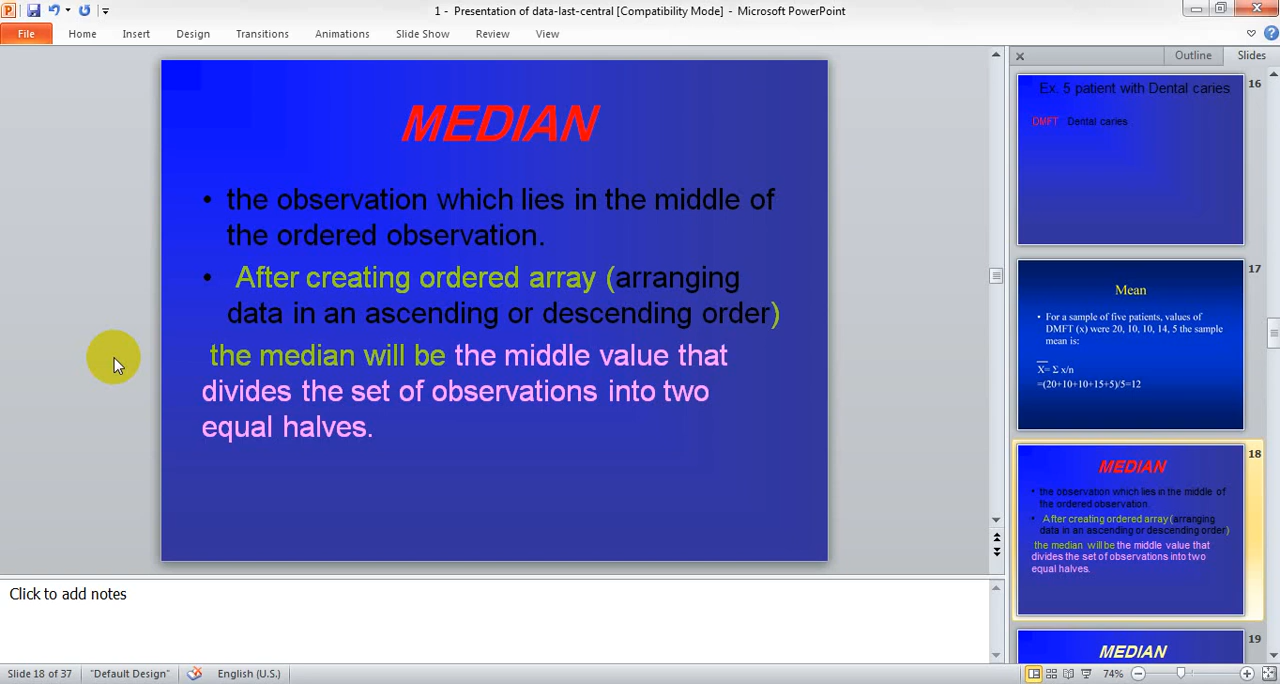 1 - Presentation of data-last-central [Compatibility Mode] - Microsoft PowerPoint
File Home Insert Design Transitions Animations Slide Show Review View
MEDIAN
• the observation which lies in the middle of
the ordered observation.
• After creating ordered array (arranging
data in an ascending or descending order)
the median will be the middle value that
divides the set of observations into two
equal halves.
Click to add notes
Outline Slides
16
Ex. 5 patient with Dental caries
DMFT Dental caries
17
Mean
• For a sample of five patients, values of
DMFT (x) were 20, 10, 10, 14, 5 the sample
mean is:
X= Σ x/n
=(20+10+10+15+5)/5=12
18
MEDIAN
• the observation which lies in the middle of
the ordered observation.
• After creating ordered array (arranging
data in an ascending or descending order)
the median will be the middle value that
divides the set of observations into two
equal halves.
19
MEDIAN
Slide 18 of 37 "Default Design" English (U.S.) 74%